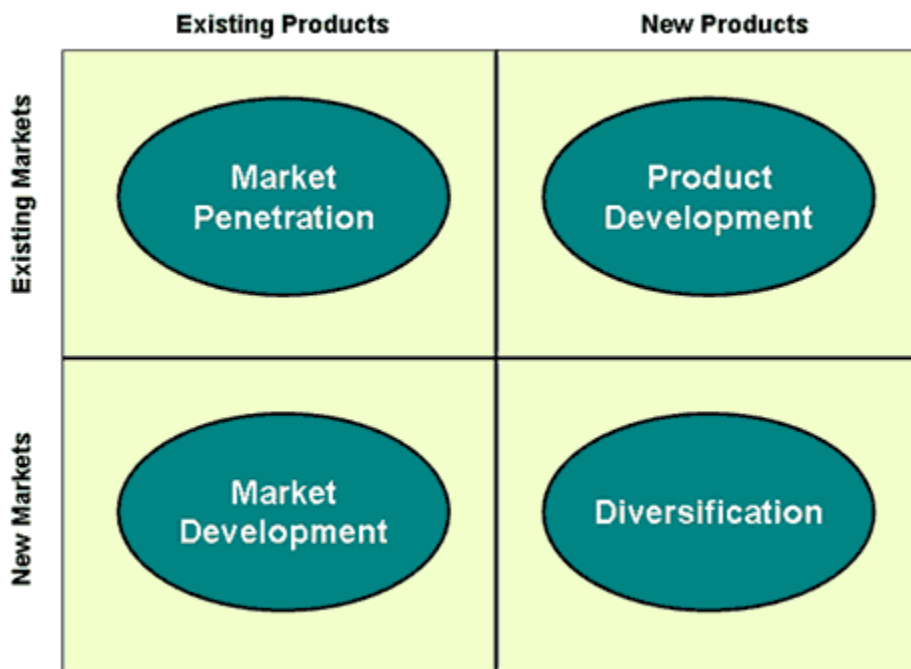 Existing Products
New Products
Existing Markets
Market
Penetration
Product
Development
New Markets
Market
Development
Diversification